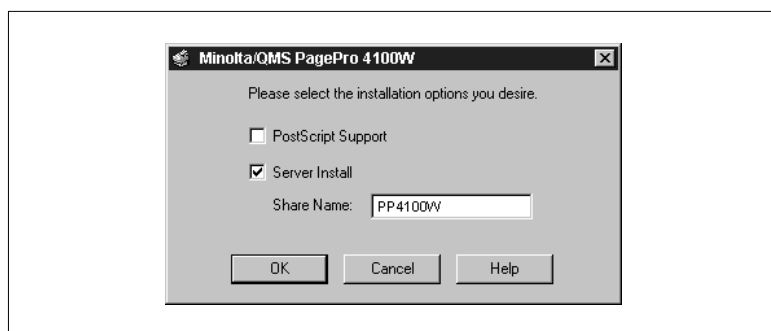 Minolta/QMS PagePro 4100W
Please select the installation options you desire.
PostScript Support
Server Install
Share Name: PP4100W
OK Cancel Help